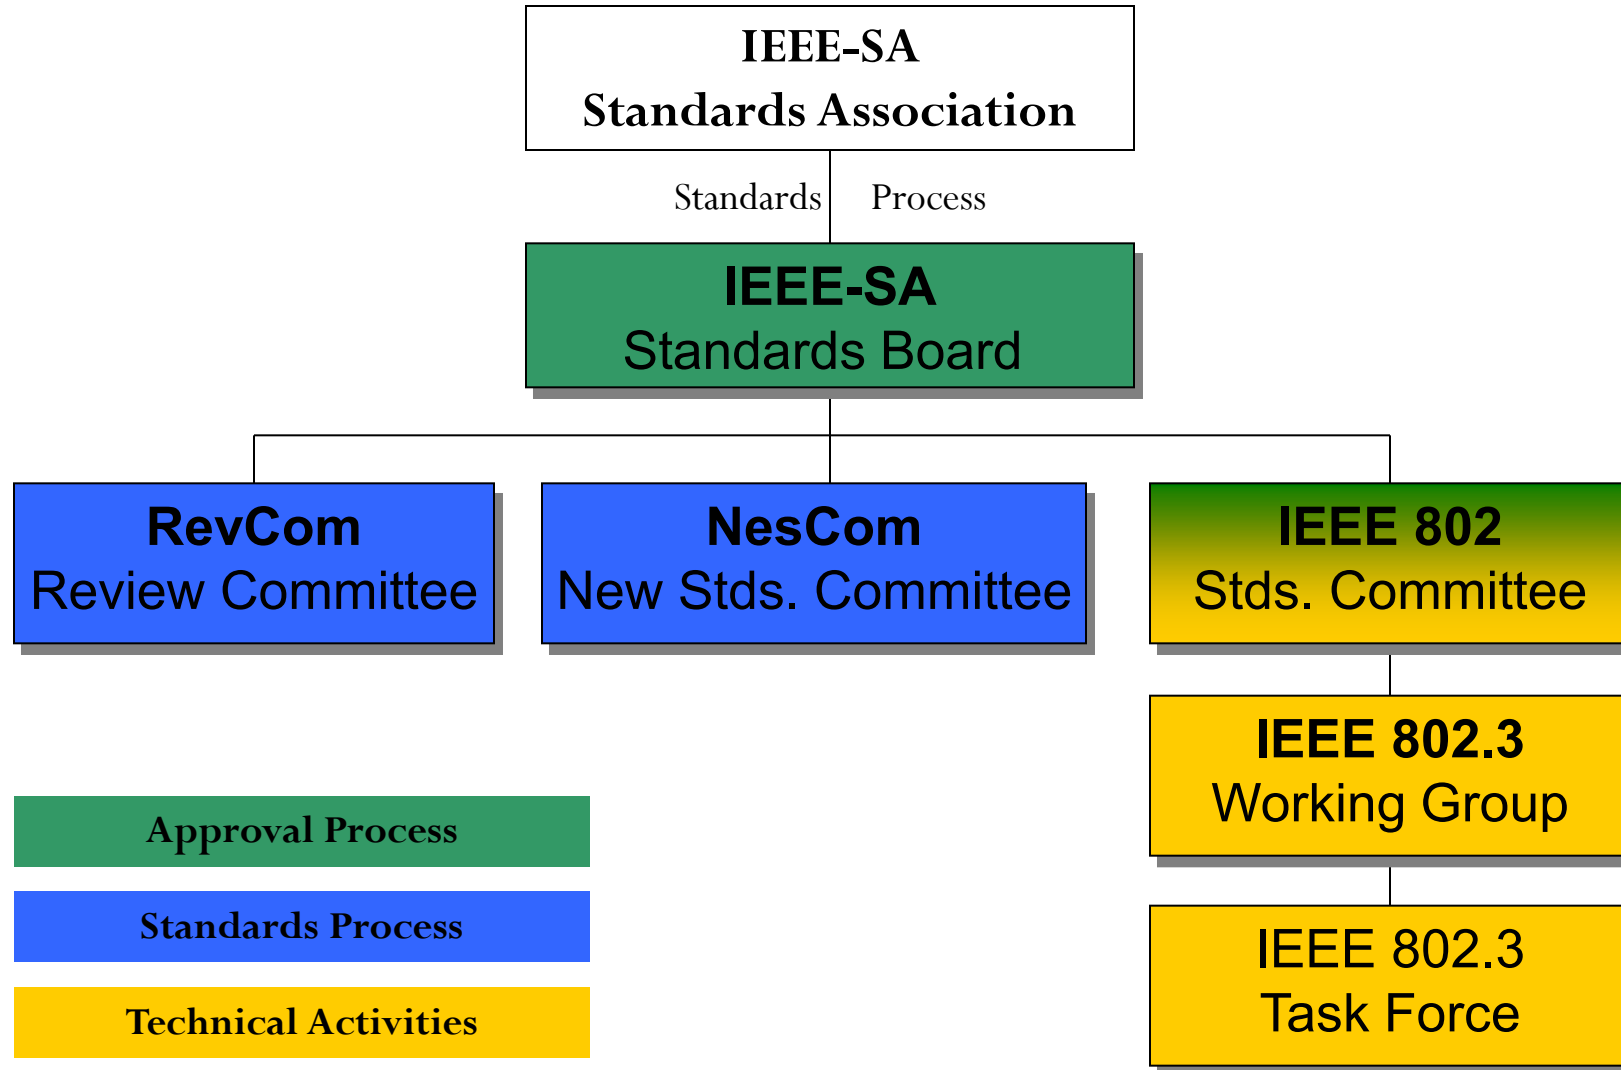 IEEE-SA
Standards Association
Standards Process
IEEE-SA
Standards Board
RevCom
Review Committee
NesCom
New Stds. Committee
IEEE 802
Stds. Committee
IEEE 802.3
Working Group
IEEE 802.3
Task Force
Approval Process
Standards Process
Technical Activities